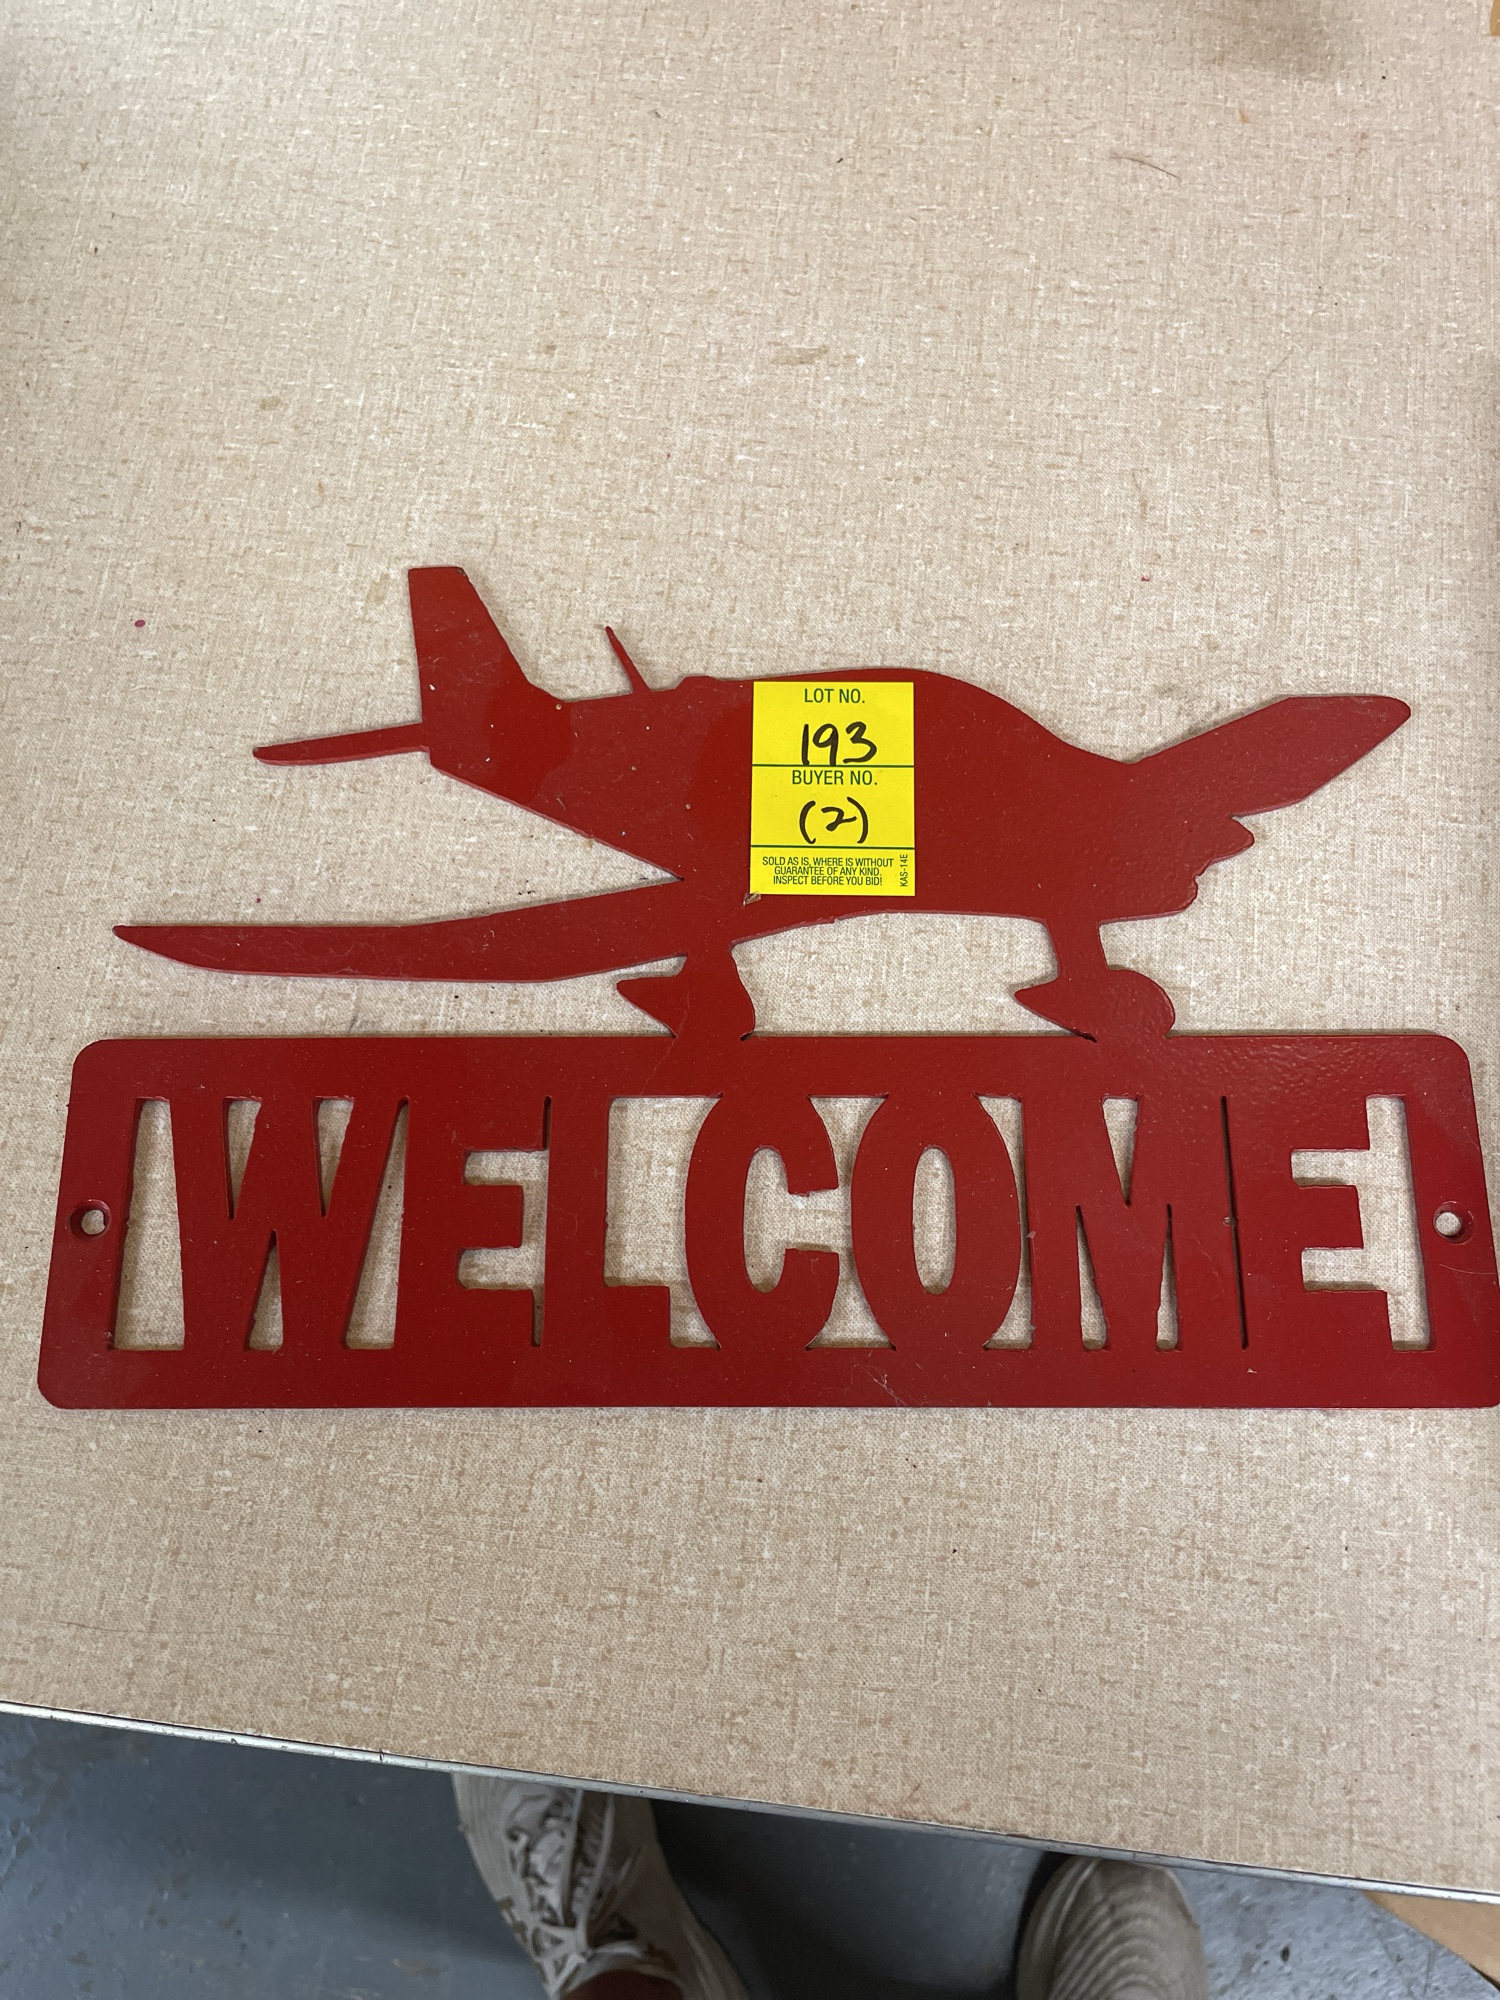 LOT NO.
193
BUYER NO.
(2)
SOLD AS IS, WHERE IS WITHOUT
GUARANTEE OF ANY KIND.
INSPECT BEFORE YOU BID!
KAS-14E
WELCOME